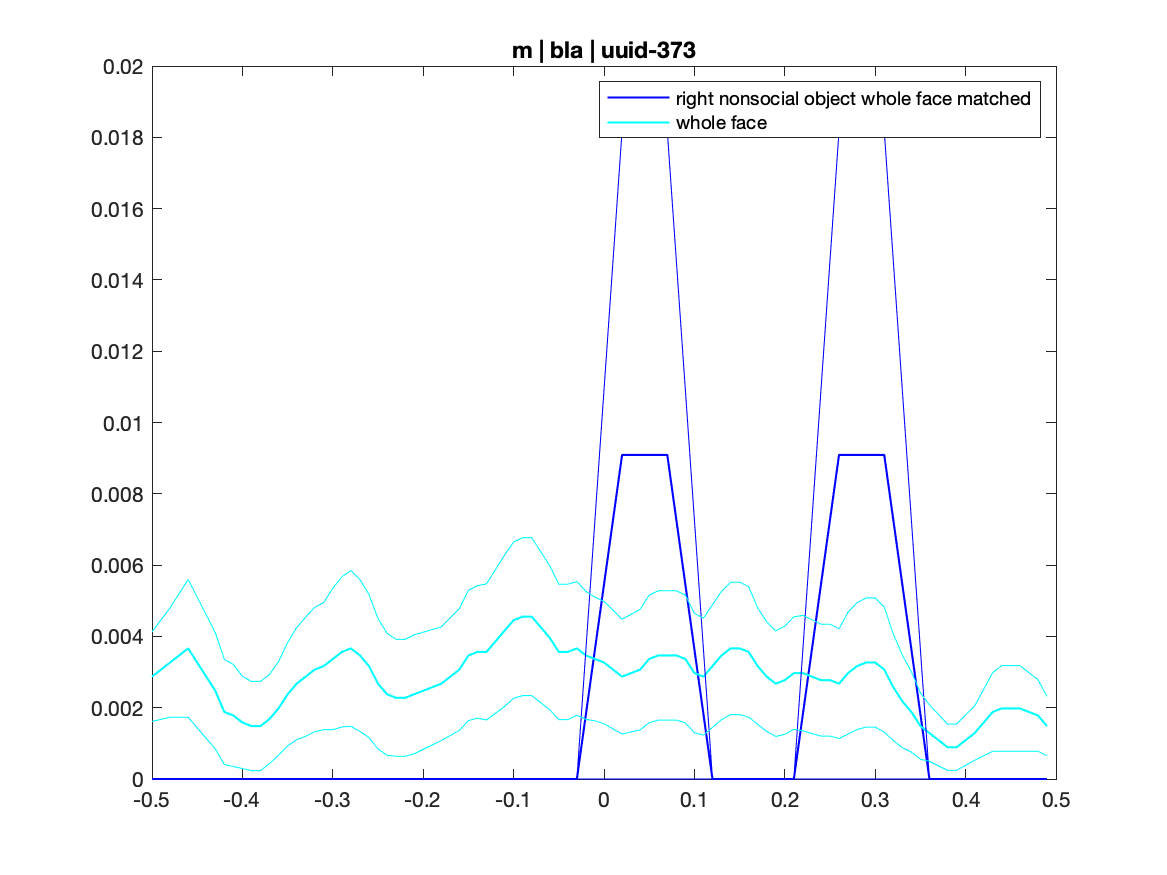 m | bla | uuid-373
right nonsocial object whole face matched
whole face
0.02
0.018
0.016
0.014
0.012
0.01
0.008
0.006
0.004
0.002
0
-0.5 -0.4 -0.3 -0.2 -0.1 0 0.1 0.2 0.3 0.4 0.5